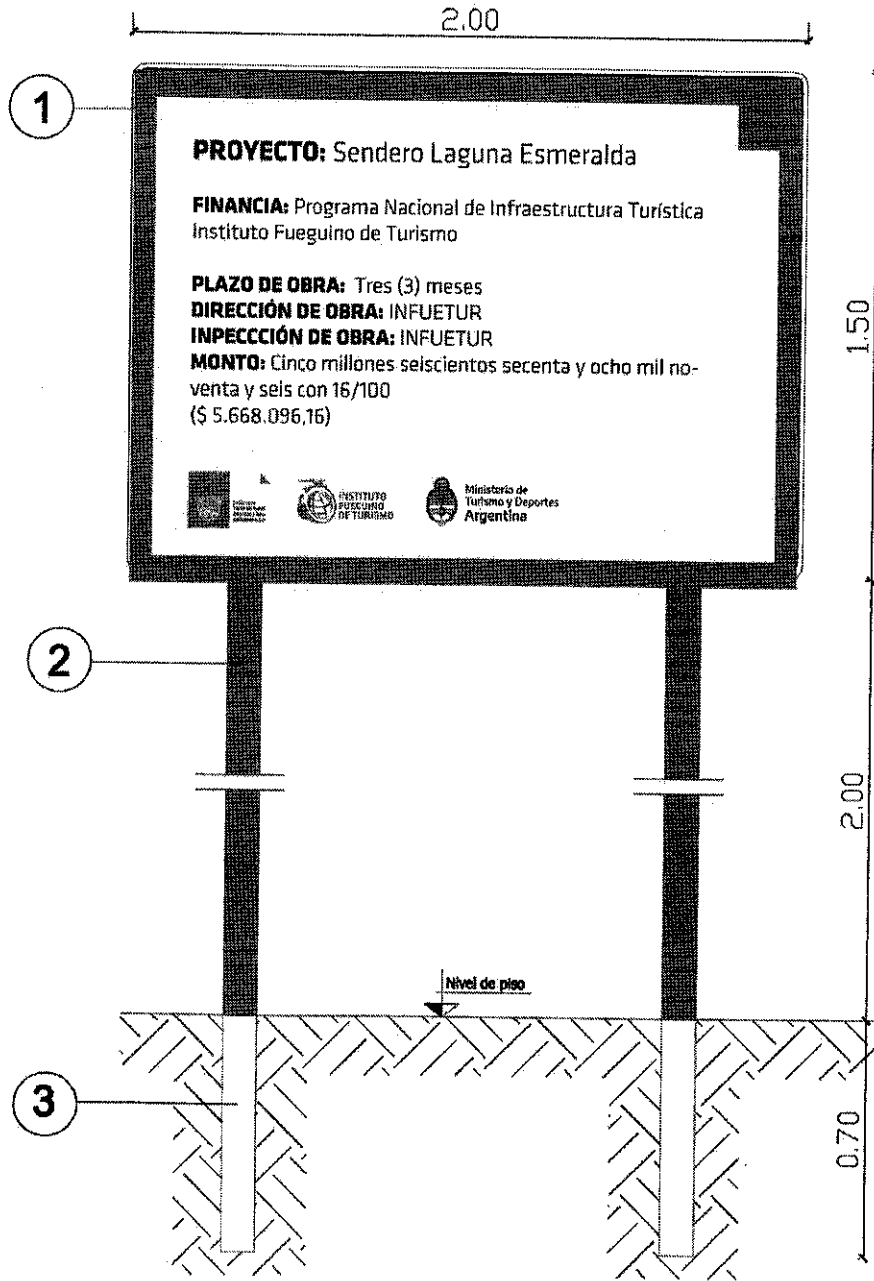 2.00
1
PROYECTO: Sendero Laguna Esmeralda
FINANCIA: Programa Nacional de Infraestructura Turística
Instituto Fueguino de Turismo
PLAZO DE OBRA: Tres (3) meses
DIRECCIÓN DE OBRA: INFUETUR
INPECCCIÓN DE OBRA: INFUETUR
MONTO: Cinco millones seiscientos secenta y ocho mil no-
venta y seis con 16/100
($ 5.668.096,16)
INSTITUTO
FUEGUINO
DE TURISMO
Ministerio de
Turismo y Deportes
Argentina
1.50
2
2.00
Nivel de piso
3
0.70